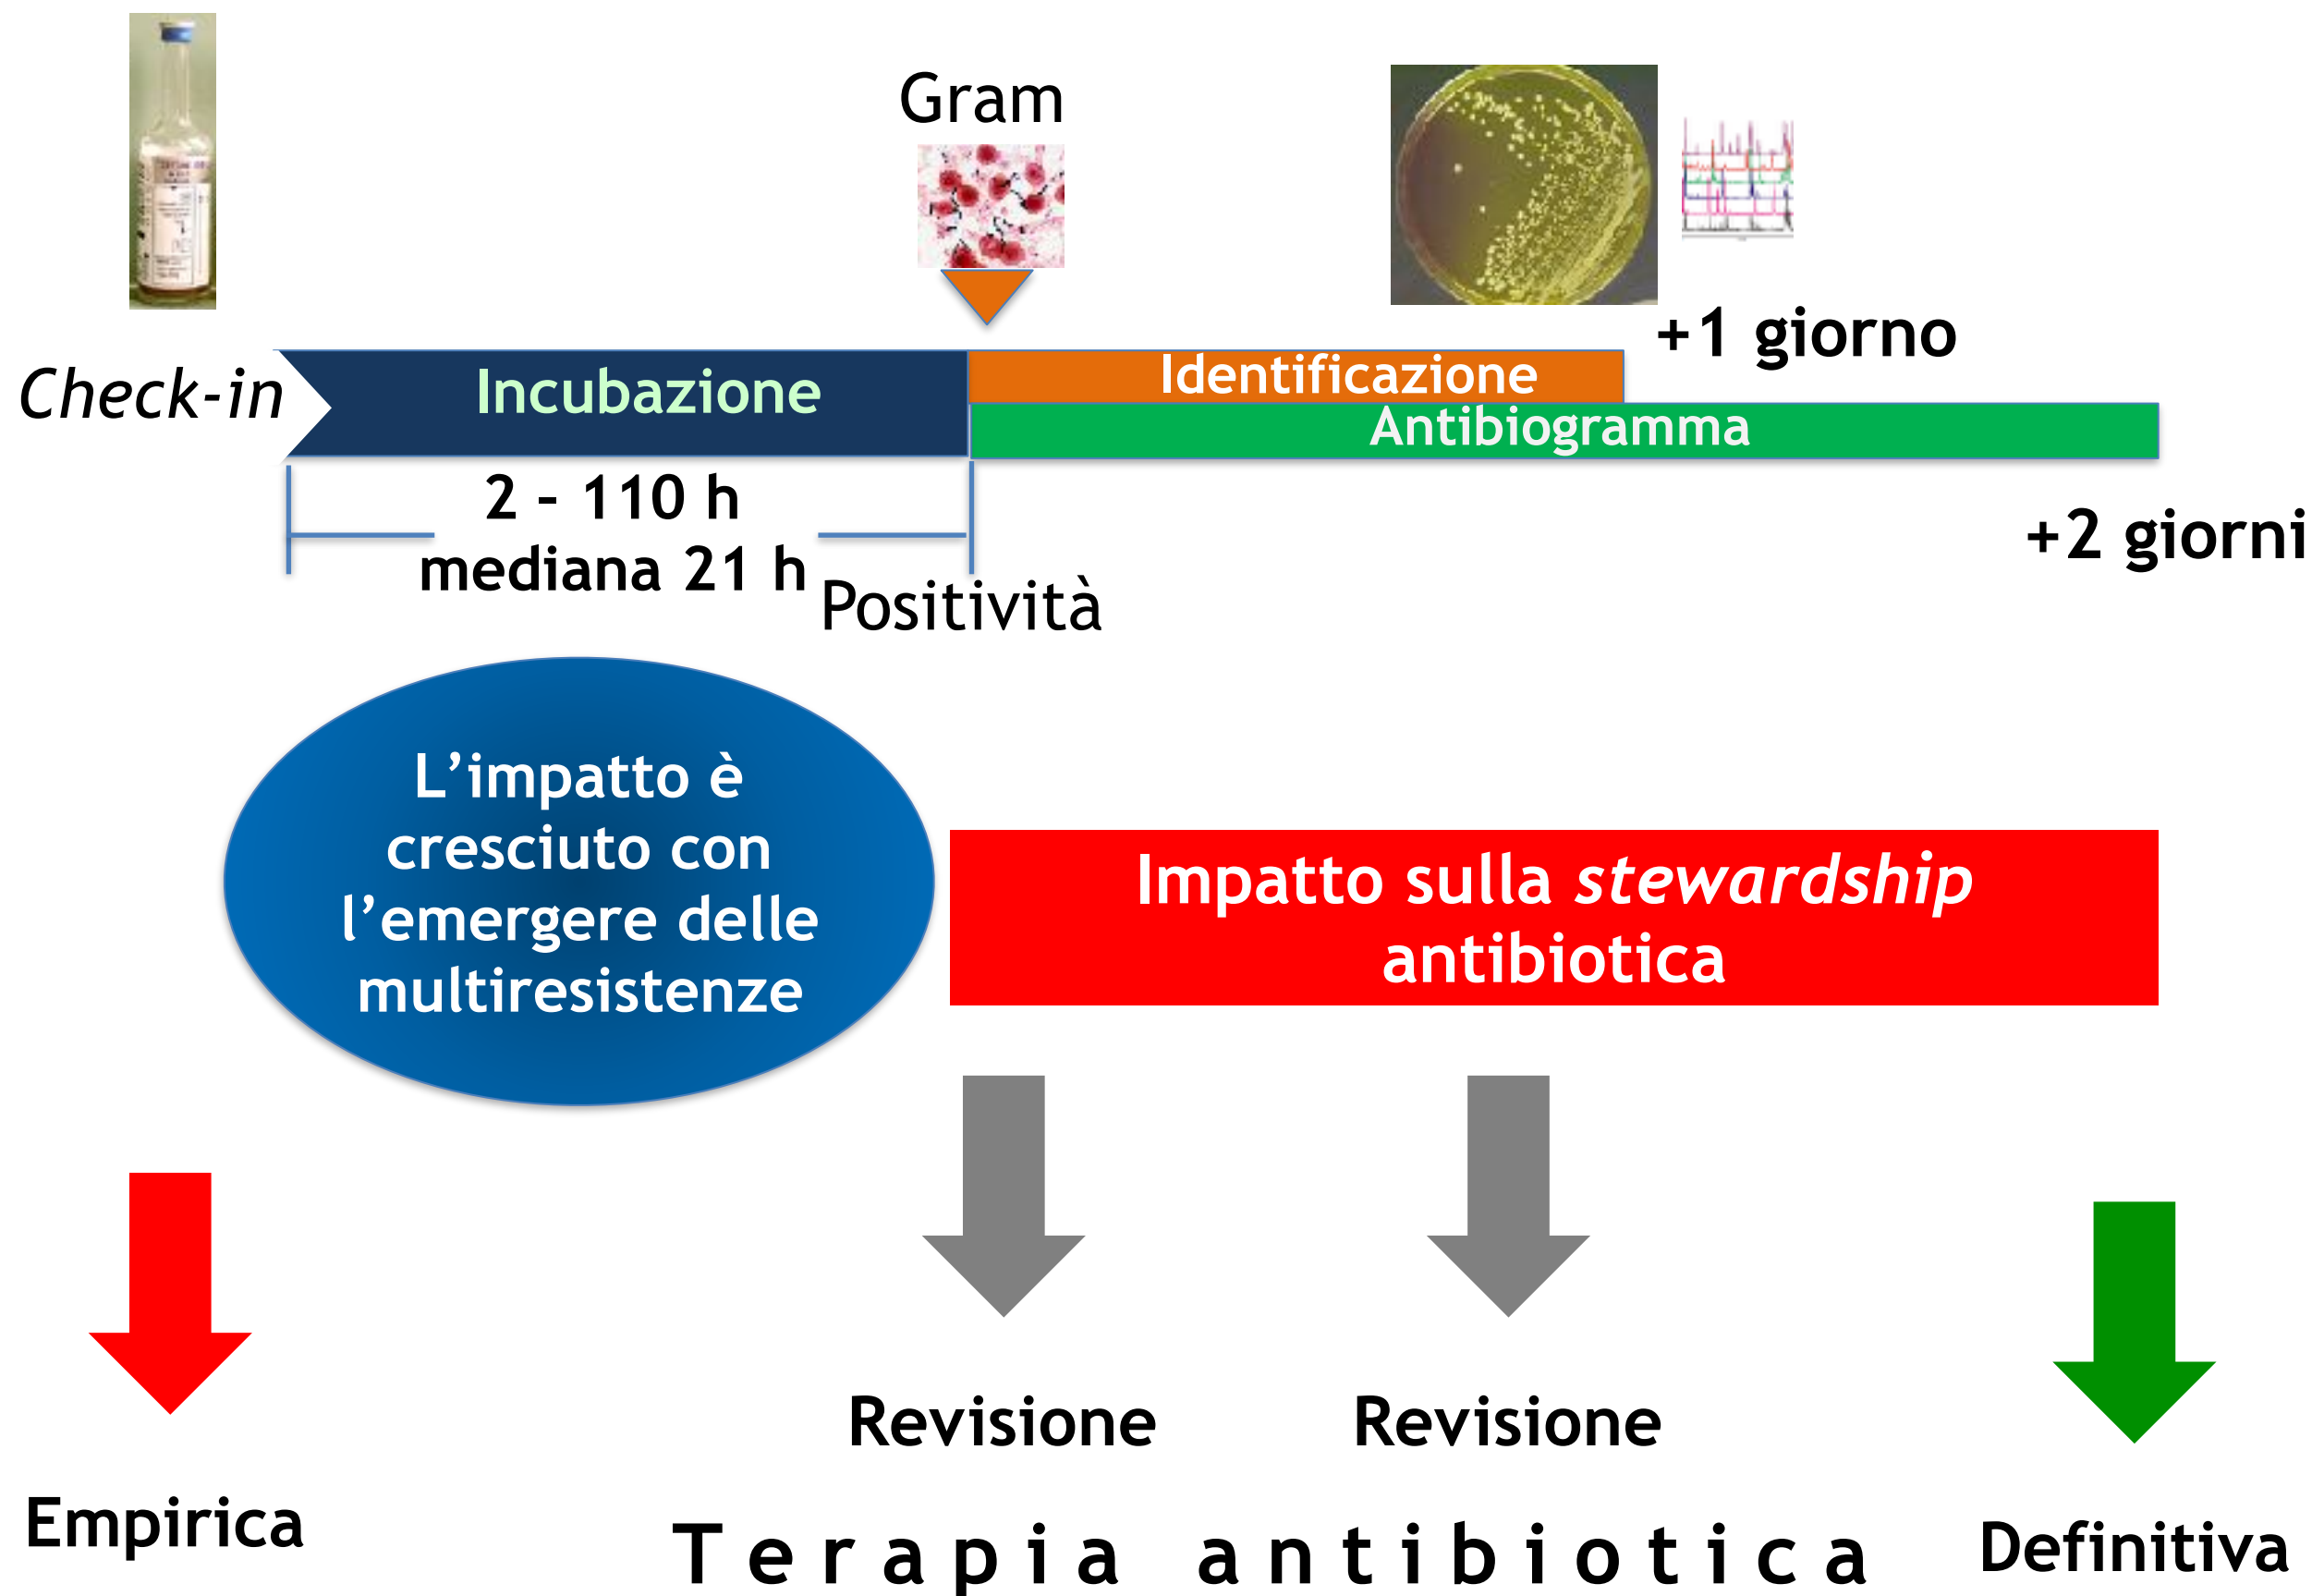 Gram
+1 giorno
Check-in
Incubazione
Identificazione
Antibiogramma
2 – 110 h
mediana 21 h
Positività
+2 giorni
L’impatto è
cresciuto con
l’emergere delle
multiresistenze
Impatto sulla stewardship
antibiotica
Revisione
Revisione
Empirica
Terapia antibiotica
Definitiva